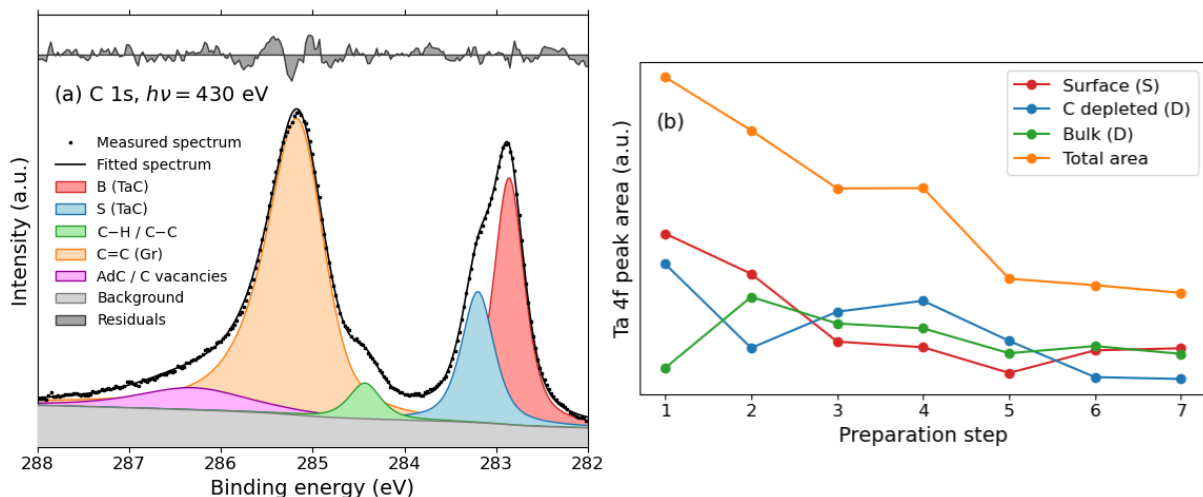 (a) C 1s, hν = 430 eV
Measured spectrum
Fitted spectrum
B (TaC)
S (TaC)
C−H / C−C
C=C (Gr)
AdC / C vacancies
Background
Residuals
Intensity (a.u.)
288 287 286 285 284 283 282
Binding energy (eV)
(b)
Surface (S)
C depleted (D)
Bulk (D)
Total area
Ta 4f peak area (a.u.)
1 2 3 4 5 6 7
Preparation step